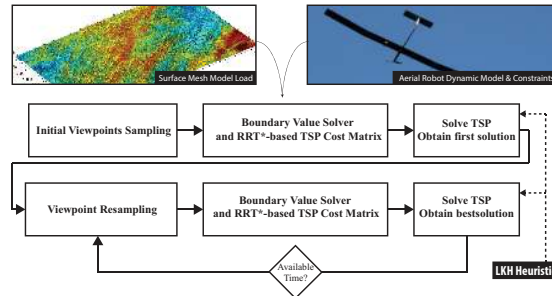 Surface Mesh Model Load
Aerial Robot Dynamic Model & Constraints
Initial Viewpoints Sampling
Boundary Value Solver
and RRT*-based TSP Cost Matrix
Solve TSP
Obtain first solution
Viewpoint Resampling
Boundary Value Solver
and RRT*-based TSP Cost Matrix
Solve TSP
Obtain bestsolution
Available
Time?
LKH Heuristi